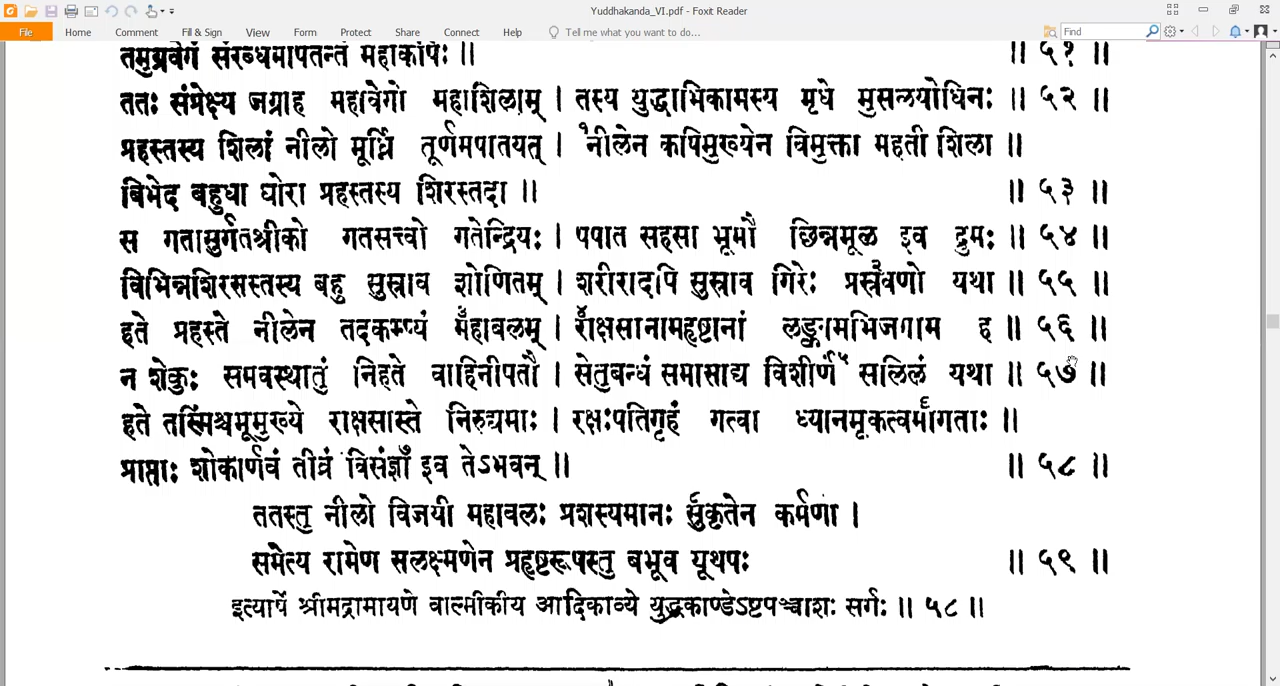 Yuddhakanda_VI.pdf - Foxit Reader
File Home Comment Fill & Sign View Form Protect Share Connect Help Tell me what you want to do... Find
तमुग्रवेगं संरब्धमापतन्तं महाकपिः ॥ ॥ ५१ ॥
ततः संप्रेक्ष्य जग्राह महावेगो महाशिलाम् । तस्य युद्धाभिकामस्य मृधे मुसलयोधिनः ॥ ५२ ॥
प्रहस्तस्य शिलां नीलो मूर्ध्नि तूर्णमपातयत् । नीलेन कपिमुख्येन विमुक्ता महती शिला ॥
बिभेद बहुधा घोरा प्रहस्तस्य शिरस्तदा ॥ ॥ ५३ ॥
स गतासुर्गतश्रीको गतसत्त्वो गतेन्द्रियः । पपात सहसा भूमौ छिन्नमूल इव द्रुमः ॥ ५४ ॥
विभिन्नशिरसस्तस्य बहु सुस्राव शोणितम् । शरीरादपि सुस्राव गिरेः प्रस्रवणो यथा ॥ ५५ ॥
हते प्रहस्ते नीलेन तदकम्प्यं महाबलम् । राक्षसानामहृष्टानां लङ्कामभिजगाम ह ॥ ५६ ॥
न शेकुः समवस्थातुं निहते वाहिनीपतौ । सेतुबन्धं समासाद्य विशीर्णं सलिलं यथा ॥ ५७ ॥
हते तस्मिंश्चमूमुख्ये राक्षसास्ते निरुद्यमाः । रक्षःपतिगृहं गत्वा ध्यानमूकत्वमागताः ॥
प्राप्ताः शोकार्णवं तीव्रं विसंज्ञा इव तेऽभवन् ॥ ॥ ५८ ॥
ततस्तु नीलो विजयी महाबलः प्रशस्यमानः सुकृतेन कर्मणा ।
समेत्य रामेण सलक्ष्मणेन प्रहृष्टरूपस्तु बभूव यूथपः ॥ ५९ ॥
इत्यार्षे श्रीमद्रामायणे वाल्मीकीय आदिकाव्ये युद्धकाण्डेऽष्टपञ्चाशः सर्गः ॥ ५८ ॥